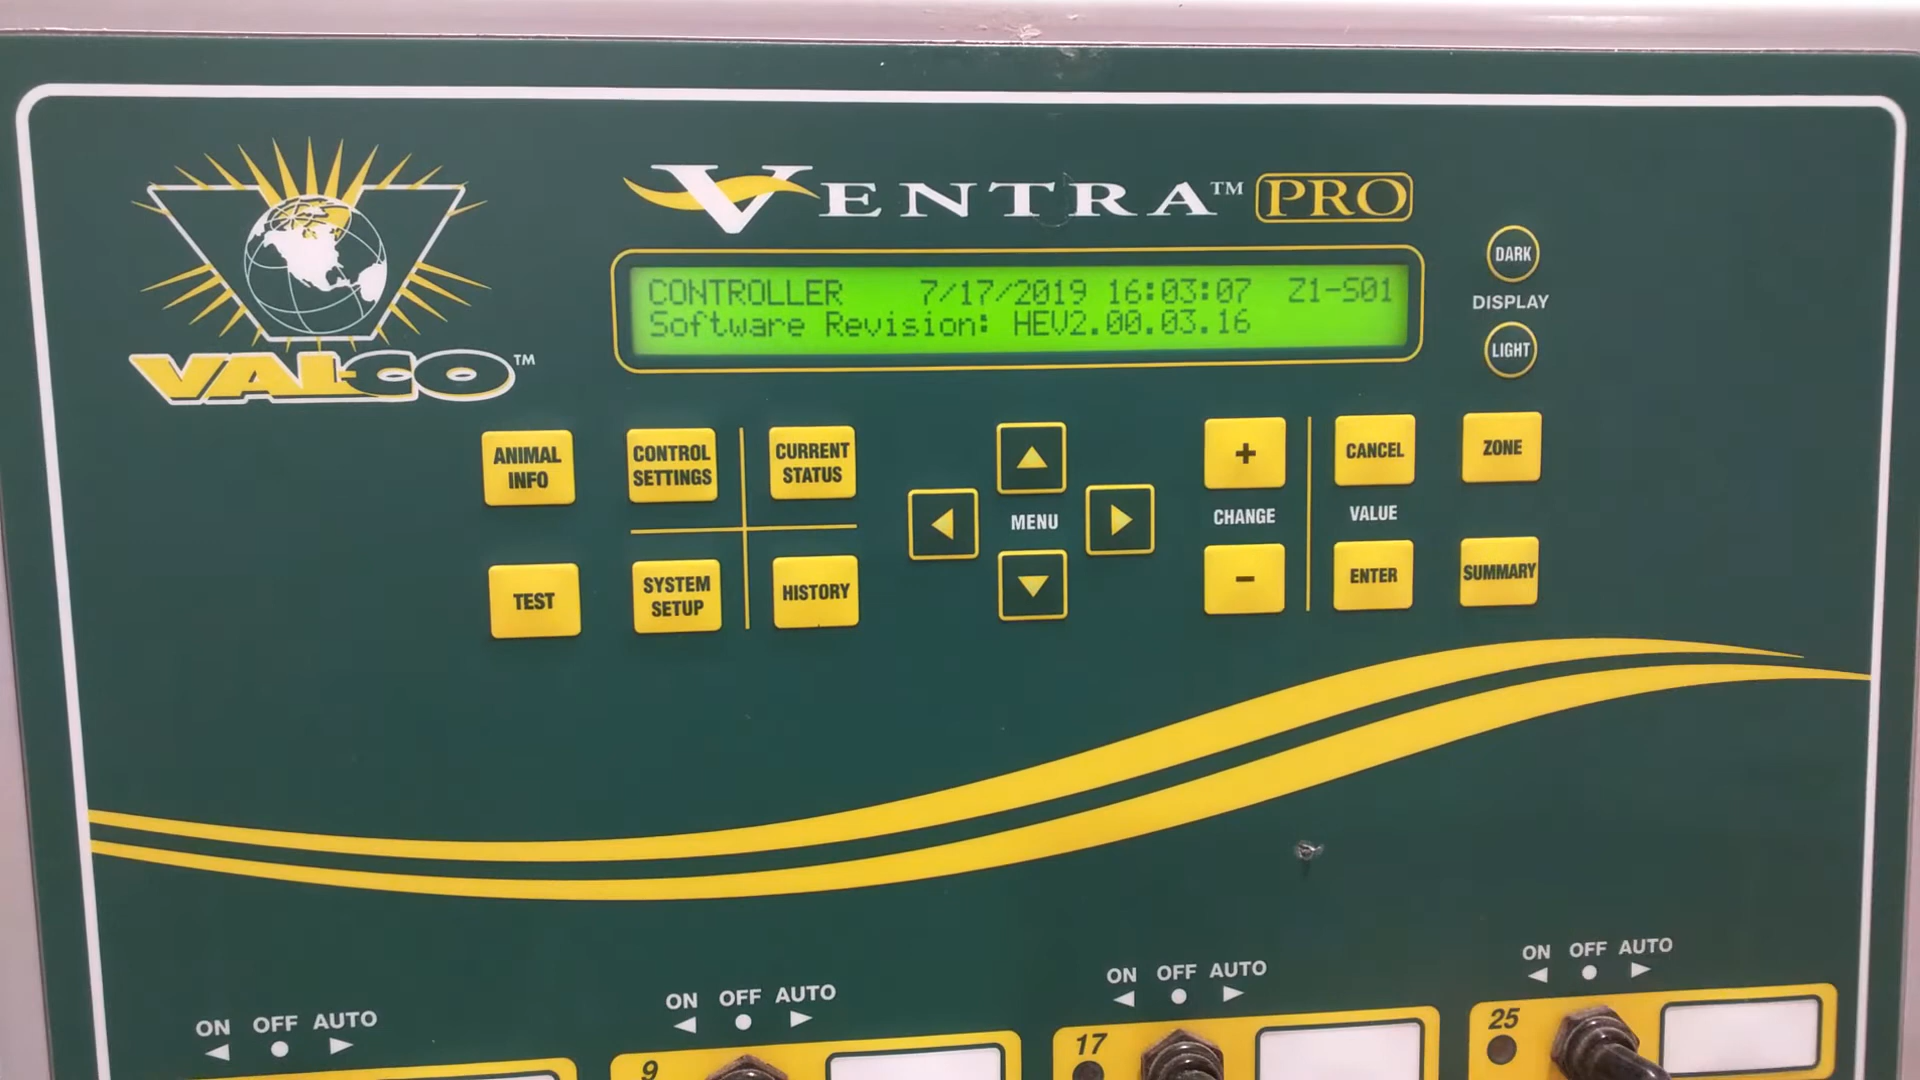 VENTRA™ PRO
CONTROLLER 7/17/2019 16:03:07 Z1-S01
Software Revision: HEV2.00.03.16
DARK
DISPLAY
LIGHT
VAL-CO™
ANIMAL INFO
CONTROL SETTINGS
CURRENT STATUS
TEST
SYSTEM SETUP
HISTORY
MENU
+
CHANGE
-
CANCEL
VALUE
ENTER
ZONE
SUMMARY
ON OFF AUTO
ON OFF AUTO
9
ON OFF AUTO
17
ON OFF AUTO
25